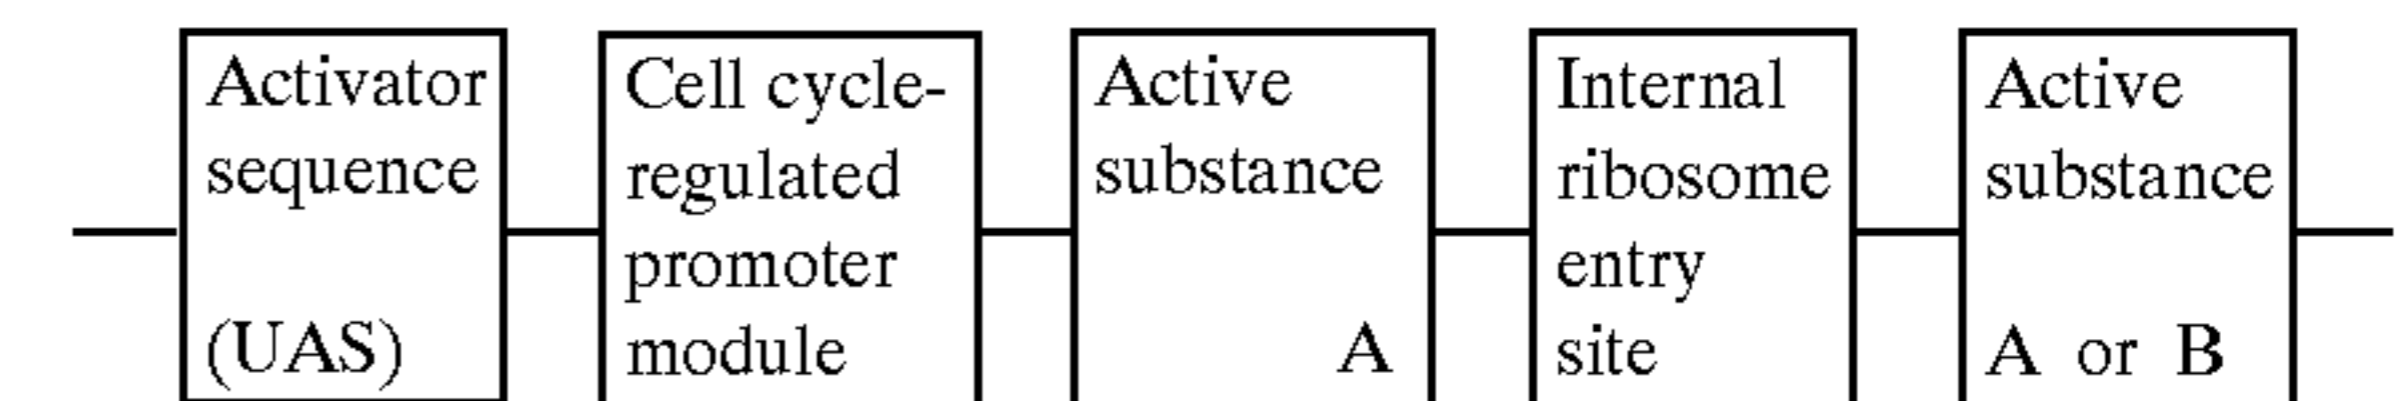 Activator
sequence
(UAS)
Cell cycle-
regulated
promoter
module
Active
substance
A
Internal
ribosome
entry
site
Active
substance
A or B